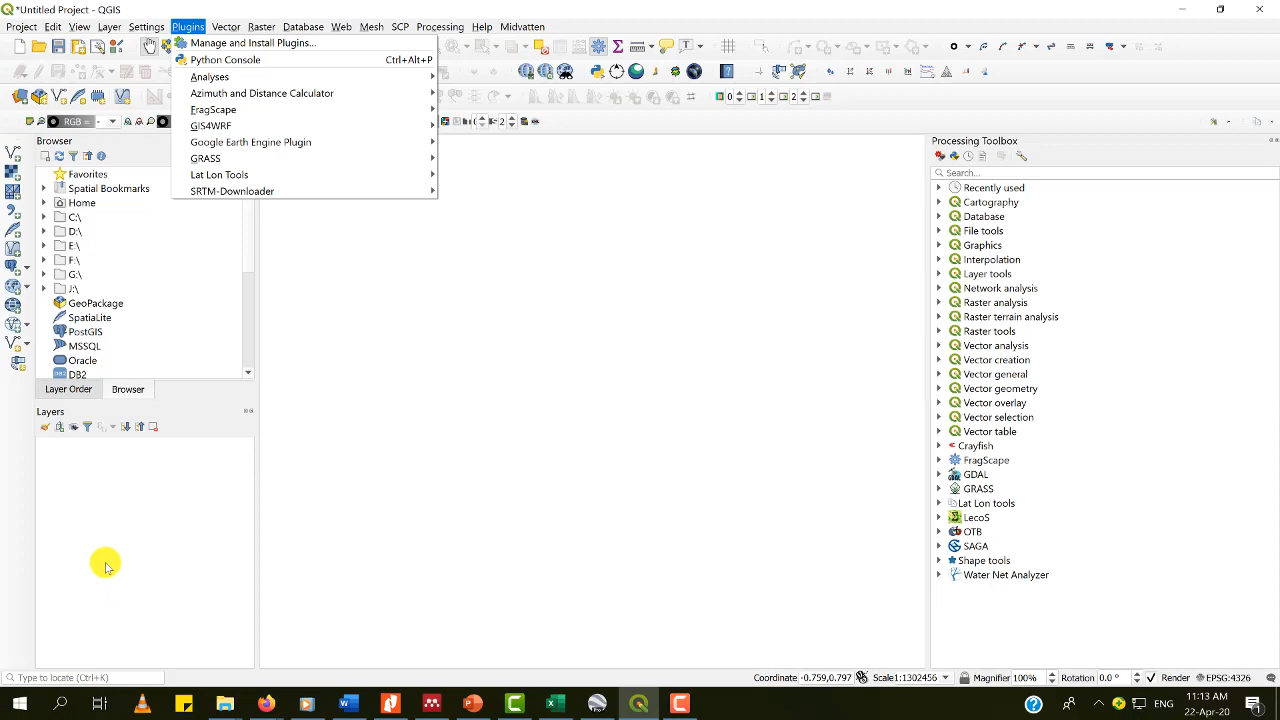 *Untitled Project - QGIS
Project Edit View Layer Settings Plugins Vector Raster Database Web Mesh SCP Processing Help Midvatten
Manage and Install Plugins...
Python Console Ctrl+Alt+P
Analyses
Azimuth and Distance Calculator
FragScape
GIS4WRF
Google Earth Engine Plugin
GRASS
Lat Lon Tools
SRTM-Downloader
0 1 2
RGB = -
2
Browser
Favorites
Spatial Bookmarks
Home
C:\
D:\
E:\
F:\
G:\
J:\
GeoPackage
SpatiaLite
PostGIS
MSSQL
Oracle
DB2
Layer Order Browser
Layers
Processing Toolbox
Search...
Recently used
Cartography
Database
File tools
Graphics
Interpolation
Layer tools
Network analysis
Raster analysis
Raster terrain analysis
Raster tools
Vector analysis
Vector creation
Vector general
Vector geometry
Vector overlay
Vector selection
Vector table
Crayfish
FragScape
GDAL
GRASS
Lat Lon tools
LecoS
OTB
SAGA
Shape tools
Water Net Analyzer
Type to locate (Ctrl+K)
Coordinate -0.759,0.797 Scale 1:1302456 Magnifier 100% Rotation 0.0 ° Render EPSG:4326
ENG
11:13 AM
22-Apr-20
1